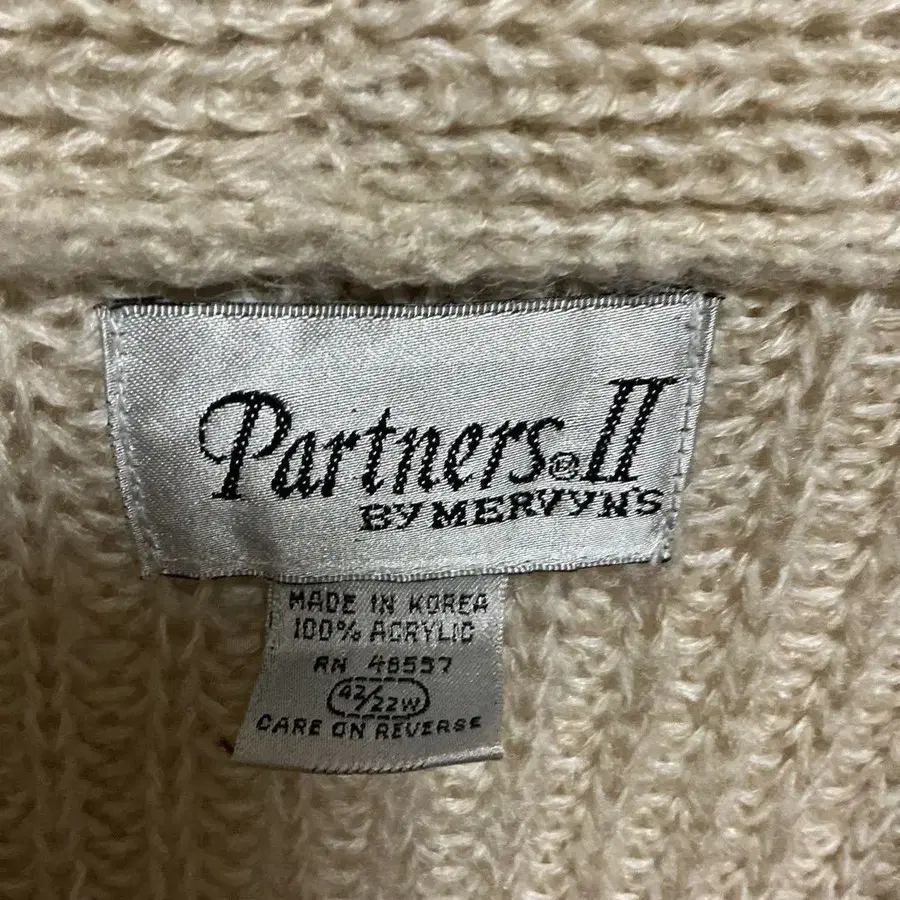 Partners® II
BY MERVYN'S
MADE IN KOREA
100% ACRYLIC
RN 48557
42/22W
CARE ON REVERSE